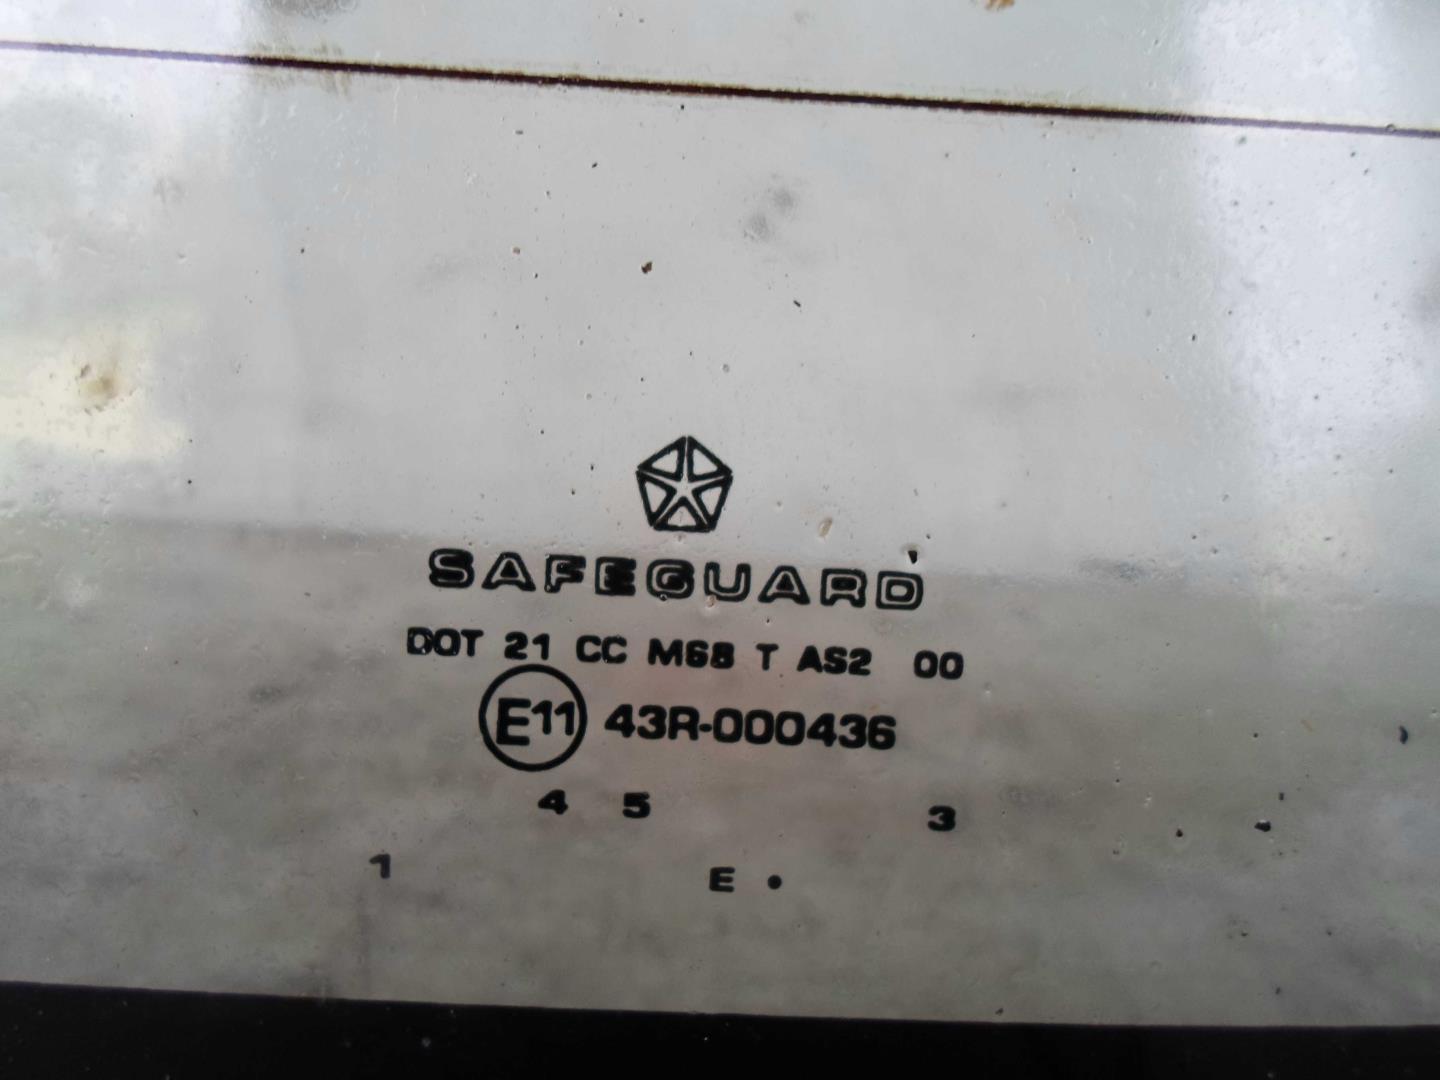 SAFEGUARD
DOT 21 CC M68 T AS2 00
E11 43R-000436
4 5 3
1 E •